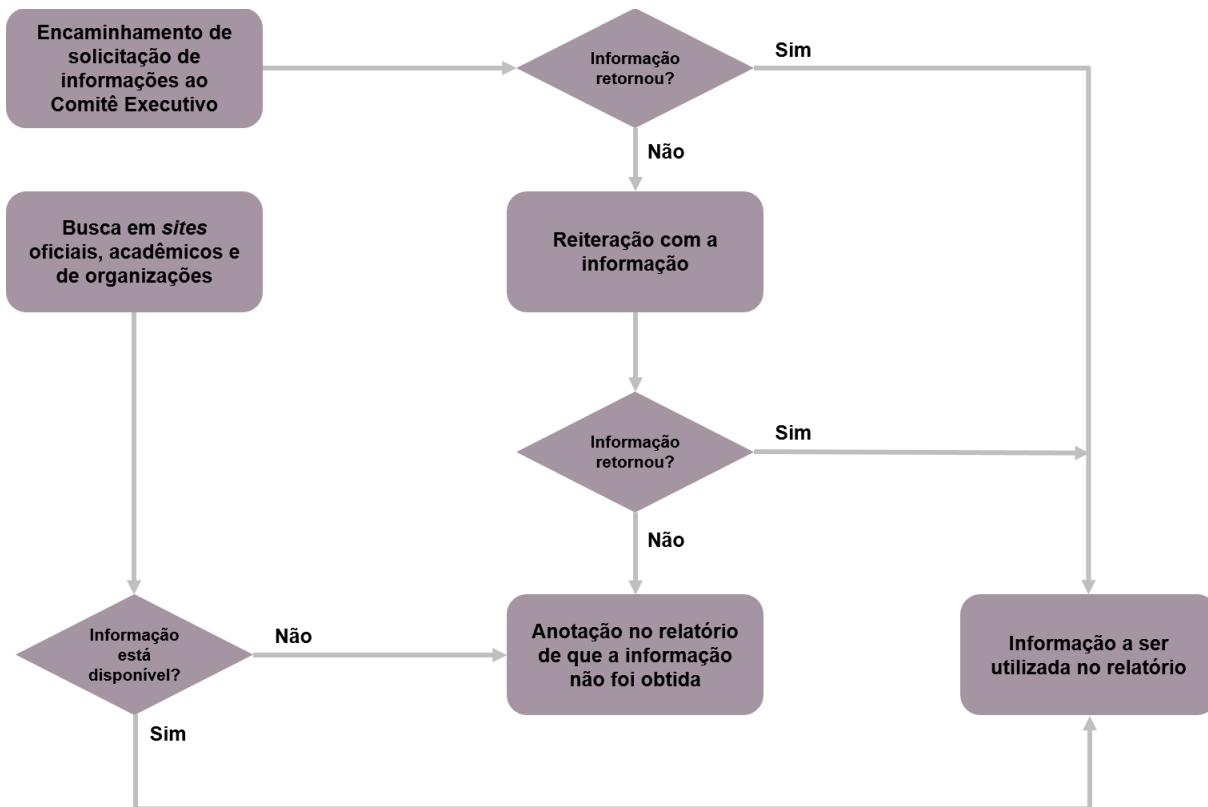 Encaminhamento de
solicitação de
informações ao
Comitê Executivo
Informação
retornou?
Sim
Não
Busca em sites
oficiais, acadêmicos e
de organizações
Reiteração com a
informação
Informação
retornou?
Sim
Não
Informação
está
disponível?
Não
Sim
Anotação no relatório
de que a informação
não foi obtida
Informação a ser
utilizada no relatório